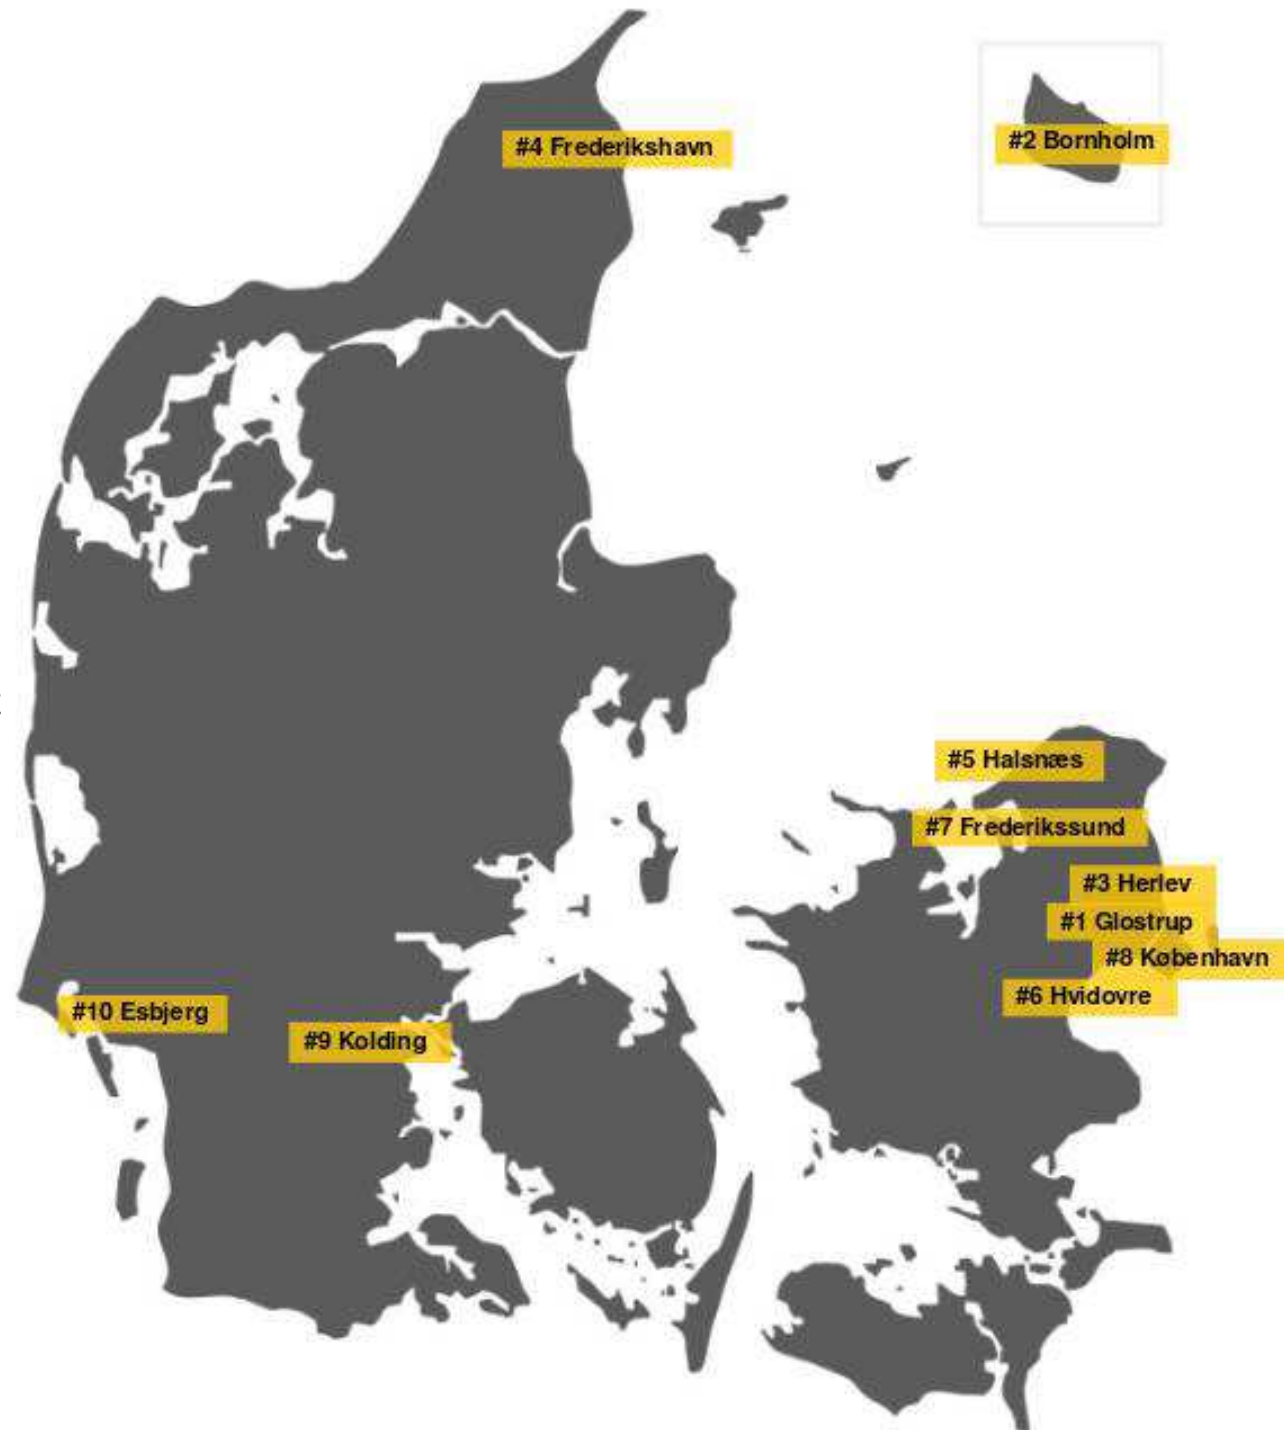 #4 Frederikshavn
#2 Bornholm
#5 Halsnæs
#7 Frederikssund
#3 Herlev
#1 Glostrup
#8 København
#6 Hvidovre
#10 Esbjerg
#9 Kolding